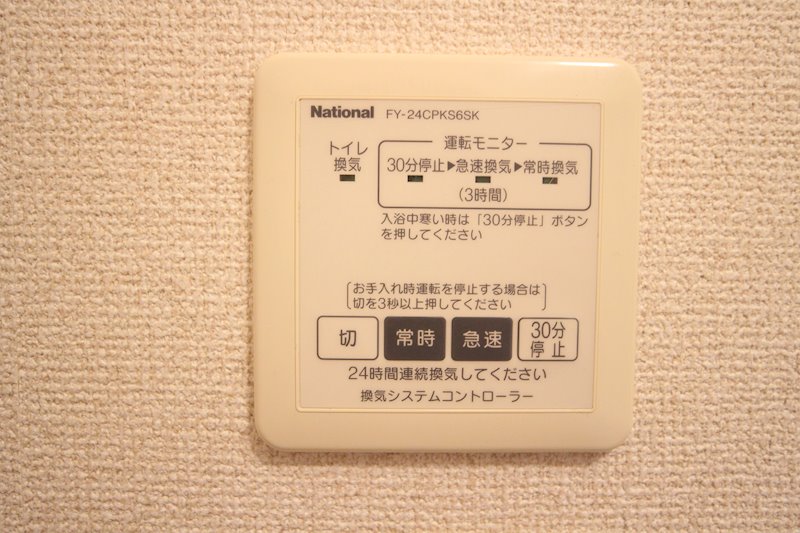 National FY-24CPKS6SK
運転モニター
トイレ
換気
30分停止▶急速換気▶常時換気
(3時間)
入浴中寒い時は「30分停止」ボタン
を押してください
お手入れ時運転を停止する場合は
切を3秒以上押してください
切 常時 急速 30分
停止
24時間連続換気してください
換気システムコントローラー